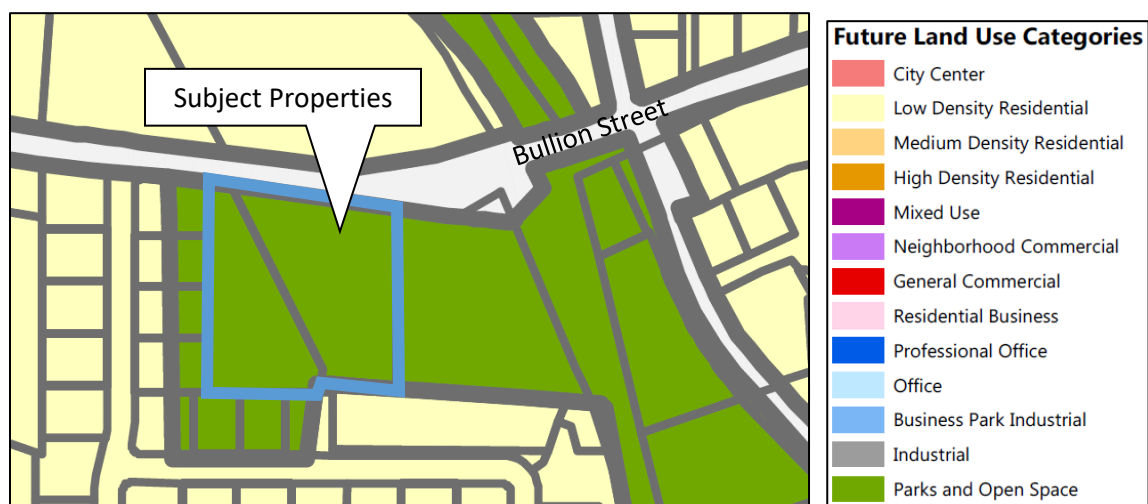 Subject Properties
Bullion Street
Future Land Use Categories
City Center
Low Density Residential
Medium Density Residential
High Density Residential
Mixed Use
Neighborhood Commercial
General Commercial
Residential Business
Professional Office
Office
Business Park Industrial
Industrial
Parks and Open Space